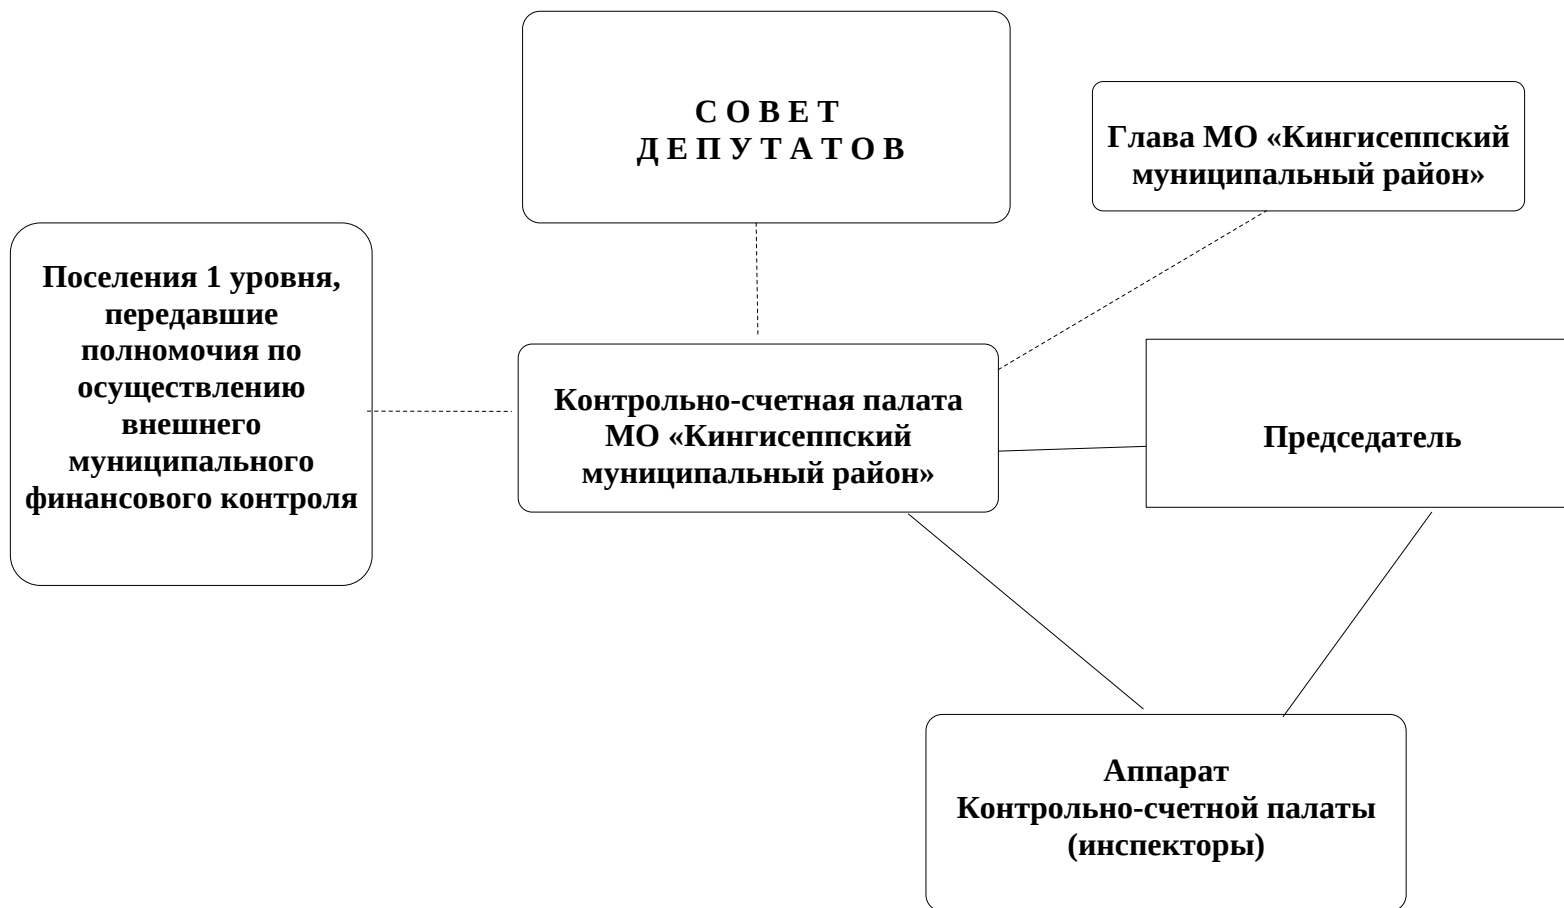 С О В Е Т
Д Е П У Т А Т О В
Глава МО «Кингисеппский
муниципальный район»
Поселения 1 уровня,
передавшие
полномочия по
осуществлению
внешнего
муниципального
финансового контроля
Контрольно-счетная палата
МО «Кингисеппский
муниципальный район»
Председатель
Аппарат
Контрольно-счетной палаты
(инспекторы)